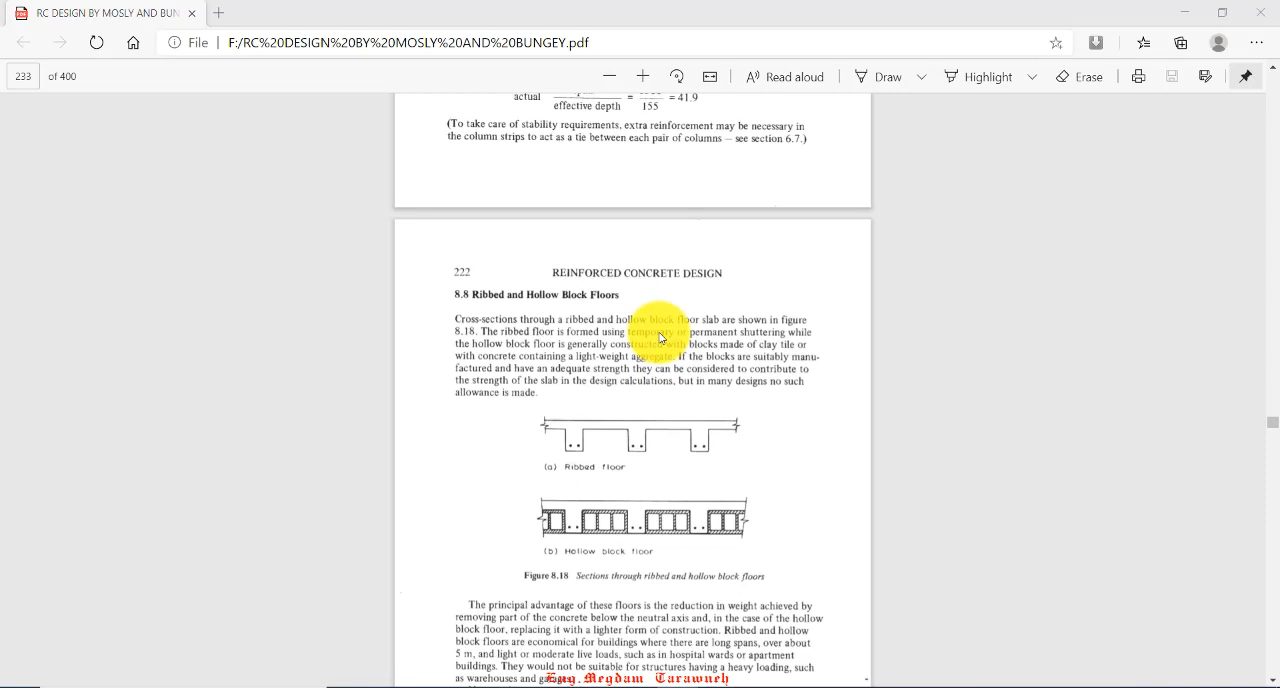 RC DESIGN BY MOSLY AND BUN
File | F:/RC%20DESIGN%20BY%20MOSLY%20AND%20BUNGEY.pdf
233 of 400 Read aloud Draw Highlight Erase
actual = = 41.9
effective depth 155
(To take care of stability requirements, extra reinforcement may be necessary in
the column strips to act as a tie between each pair of columns – see section 6.7.)
222 REINFORCED CONCRETE DESIGN
8.8 Ribbed and Hollow Block Floors
Cross-sections through a ribbed and hollow block floor slab are shown in figure
8.18. The ribbed floor is formed using temporary or permanent shuttering while
the hollow block floor is generally constructed with blocks made of clay tile or
with concrete containing a light-weight aggregate. If the blocks are suitably manu-
factured and have an adequate strength they can be considered to contribute to
the strength of the slab in the design calculations, but in many designs no such
allowance is made.
(a) Ribbed floor
(b) Hollow block floor
Figure 8.18 Sections through ribbed and hollow block floors
The principal advantage of these floors is the reduction in weight achieved by
removing part of the concrete below the neutral axis and, in the case of the hollow
block floor, replacing it with a lighter form of construction. Ribbed and hollow
block floors are economical for buildings where there are long spans, over about
5 m, and light or moderate live loads, such as in hospital wards or apartment
buildings. They would not be suitable for structures having a heavy loading, such
as warehouses and
Eng.Meqdam Tarawneh